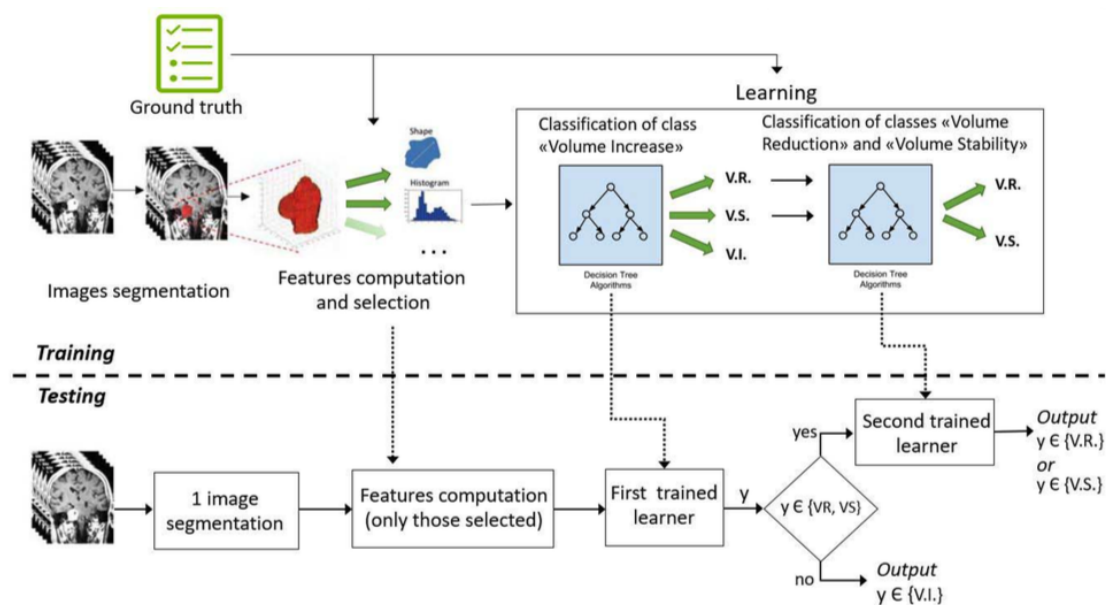 Ground truth
Learning
Shape
Histogram
...
Classification of class
«Volume Increase»
Classification of classes «Volume
Reduction» and «Volume Stability»
V.R.
V.S.
V.I.
V.R.
V.S.
Decision Tree
Algorithms
Decision Tree
Algorithms
Images segmentation
Features computation
and selection
Training
Testing
1 image
segmentation
Features computation
(only those selected)
First trained
learner
y
y ∈ {VR, VS}
yes
no
Second trained
learner
Output
y ∈ {V.R.}
or
y ∈ {V.S.}
Output
y ∈ {V.I.}